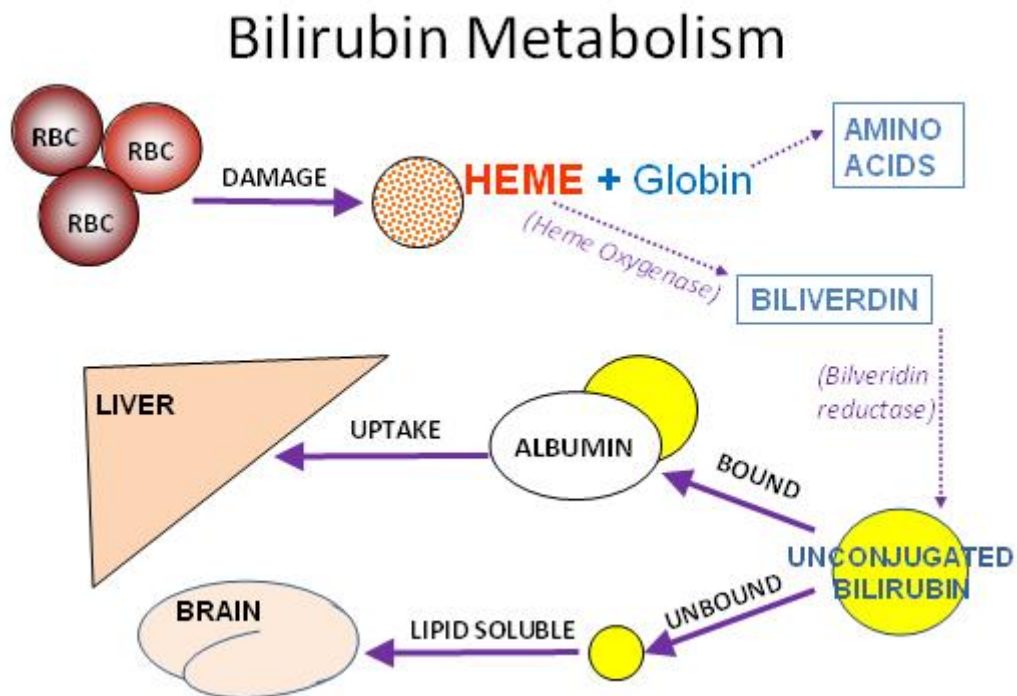 Bilirubin Metabolism
RBC
RBC
RBC
DAMAGE
HEME + Globin
AMINO
ACIDS
(Heme Oxygenase)
BILIVERDIN
(Bilveridin
reductase)
LIVER
UPTAKE
ALBUMIN
BOUND
UNCONJUGATED
BILIRUBIN
UNBOUND
BRAIN
LIPID SOLUBLE